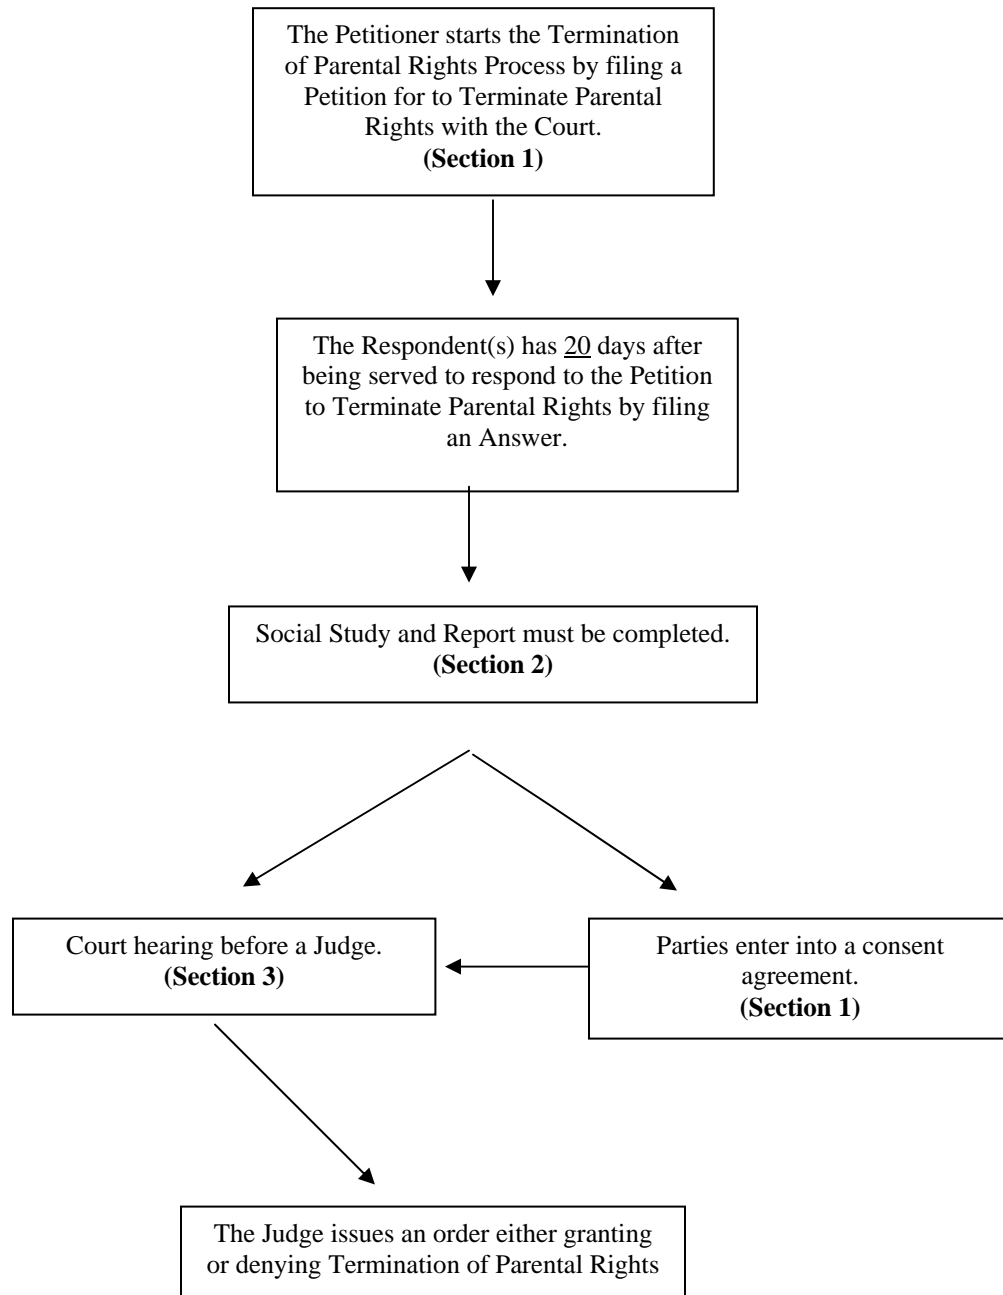 The Petitioner starts the Termination
of Parental Rights Process by filing a
Petition for to Terminate Parental
Rights with the Court.
(Section 1)
The Respondent(s) has 20 days after
being served to respond to the Petition
to Terminate Parental Rights by filing
an Answer.
Social Study and Report must be completed.
(Section 2)
Court hearing before a Judge.
(Section 3)
Parties enter into a consent
agreement.
(Section 1)
The Judge issues an order either granting
or denying Termination of Parental Rights